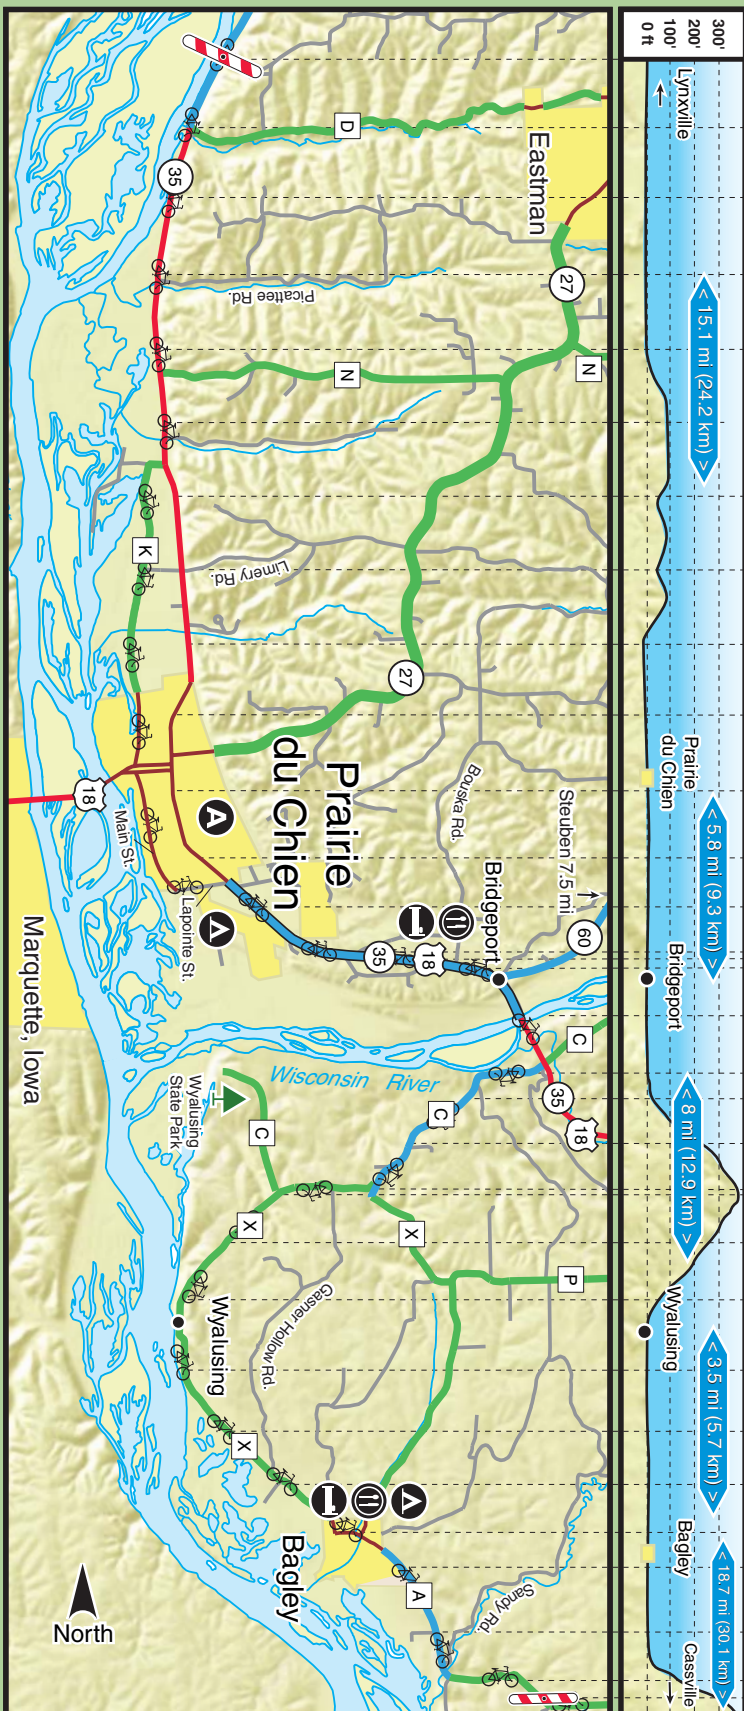 300'
200'
100'
0 ft
Lynxville
< 15.1 mi (24.2 km) >
Prairie
du Chien
< 5.8 mi (9.3 km) >
Bridgeport
< 8 mi (12.9 km) >
Wyalusing
< 3.5 mi (5.7 km) >
Bagley
< 18.7 mi (30.1 km) >
Cassville
Eastman
D
35
27
Picattee Rd.
N
N
K
Limery Rd.
27
Prairie
du Chien
18
A
Main St.
Lapointe St.
Bouska Rd.
Steuben 7.5 mi
Bridgeport
60
35
18
Marquette, Iowa
Wisconsin River
C
35
18
C
Wyalusing
State Park
C
X
X
P
Gasner Hollow Rd.
Wyalusing
X
Bagley
A
Sandy Rd.
North